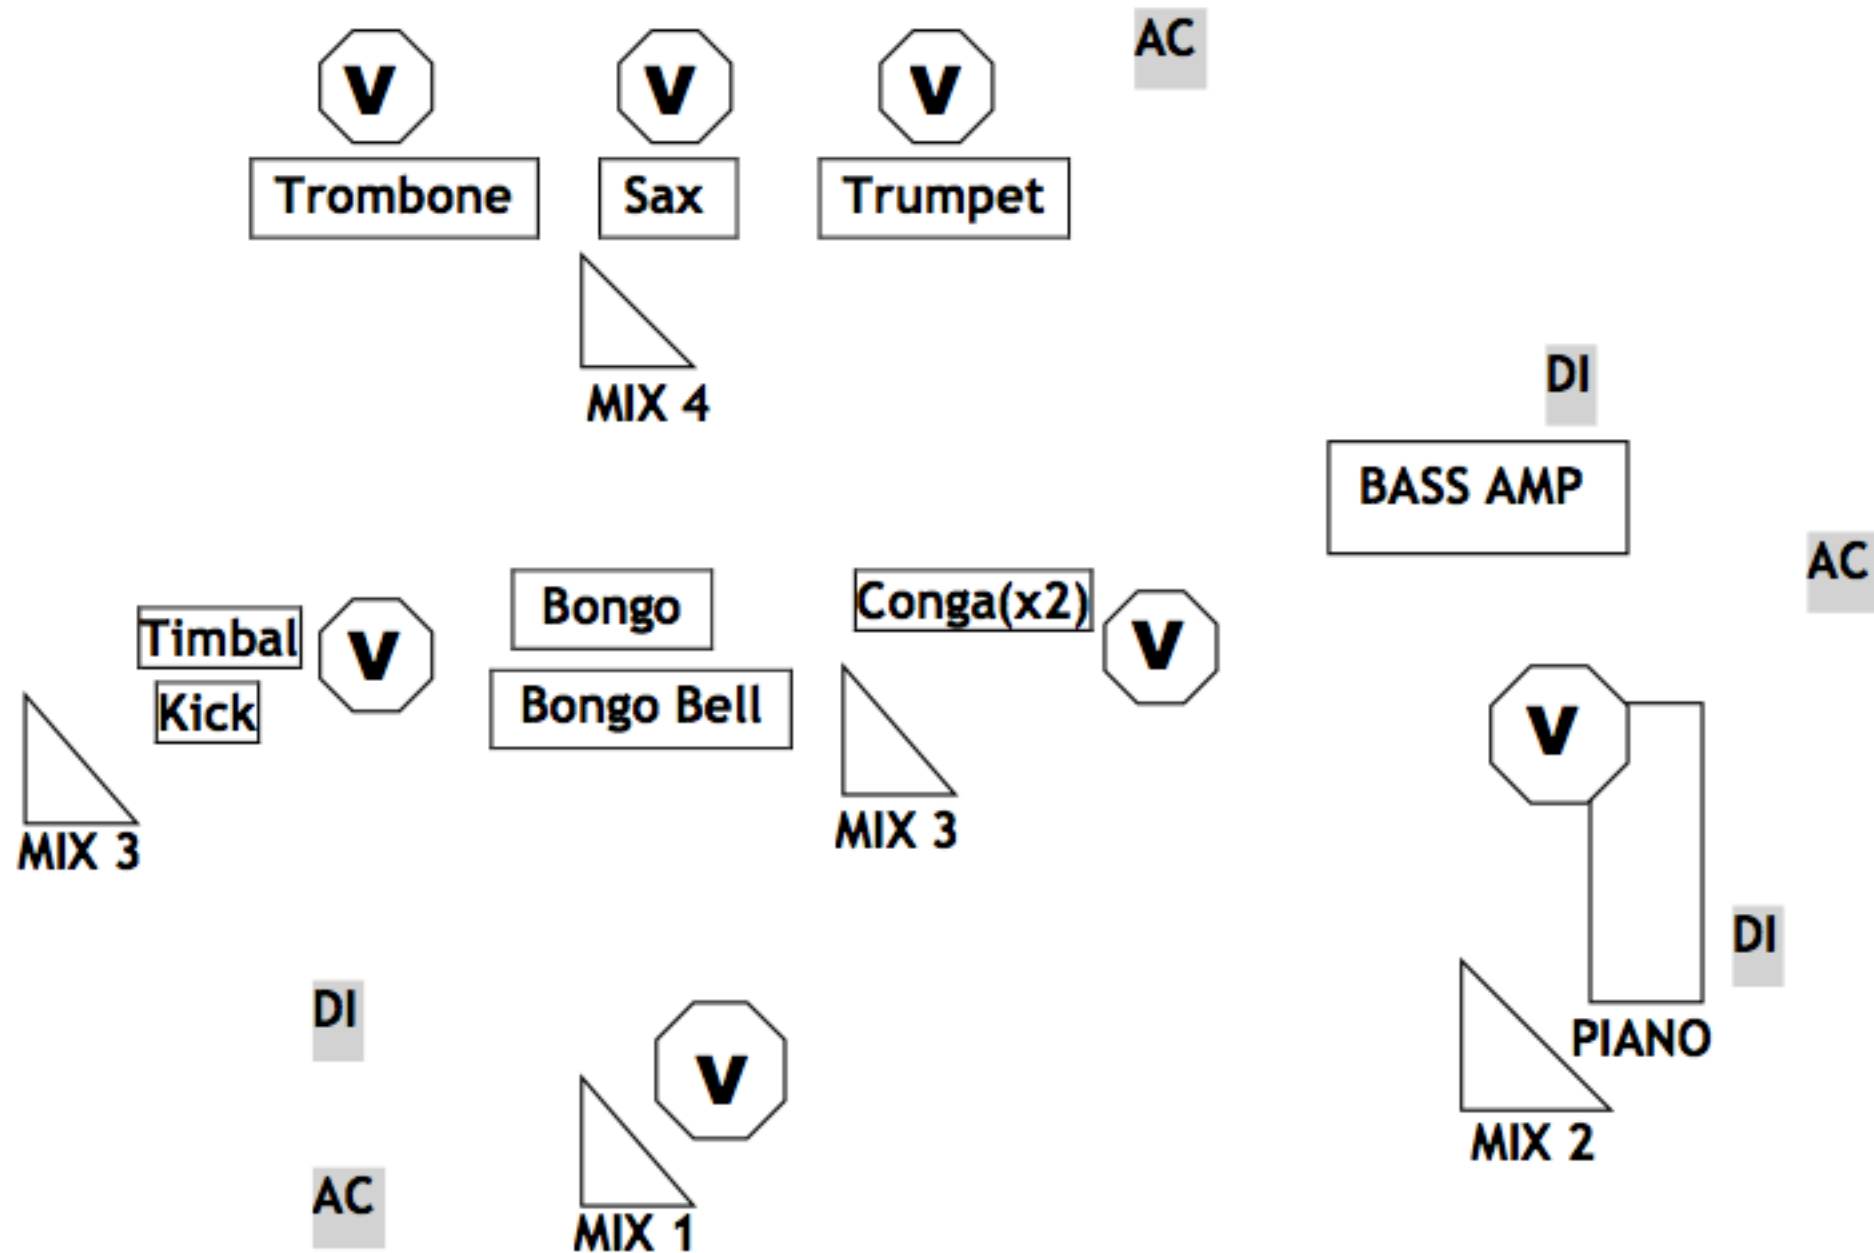 AC
V V V
Trombone Sax Trumpet
MIX 4
DI
BASS AMP
AC
Bongo Conga(x2)
Timbal V V
Kick Bongo Bell V
MIX 3 MIX 3
DI
DI
PIANO
V
MIX 2
AC
MIX 1